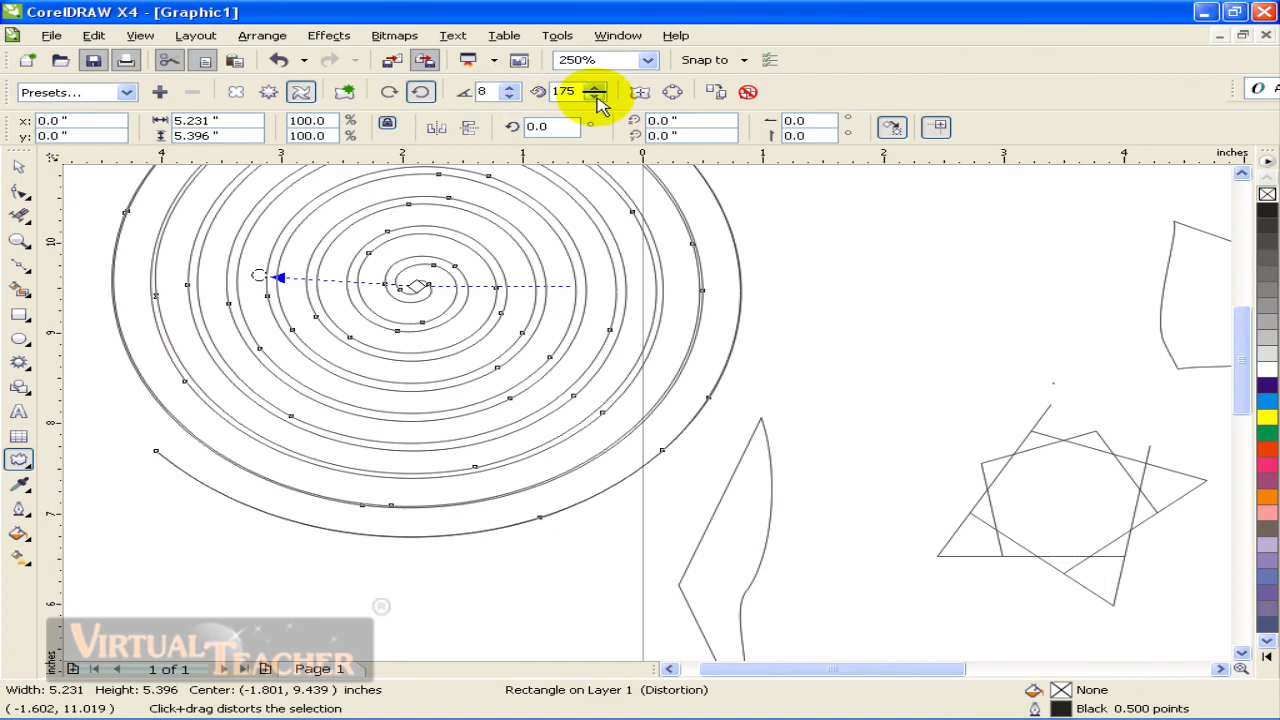 CorelDRAW X4 - [Graphic1]
File Edit View Layout Arrange Effects Bitmaps Text Table Tools Window Help
250% Snap to
Presets... 8 175
x: 0.0 " 5.231 " 100.0 % 0.0 ° 0.0 " 0.0 °
y: 0.0 " 5.396 " 100.0 % 0.0 " 0.0
4 3 2 1 0 1 2 3 4 inches
10
9
8
7
6
inches
VIRTUAL TEACHER ®
1 of 1 Page 1
Width: 5.231 Height: 5.396 Center: (-1.801, 9.439 ) inches Rectangle on Layer 1 (Distortion) None
( -1.602, 11.019 ) Click+drag distorts the selection Black 0.500 points